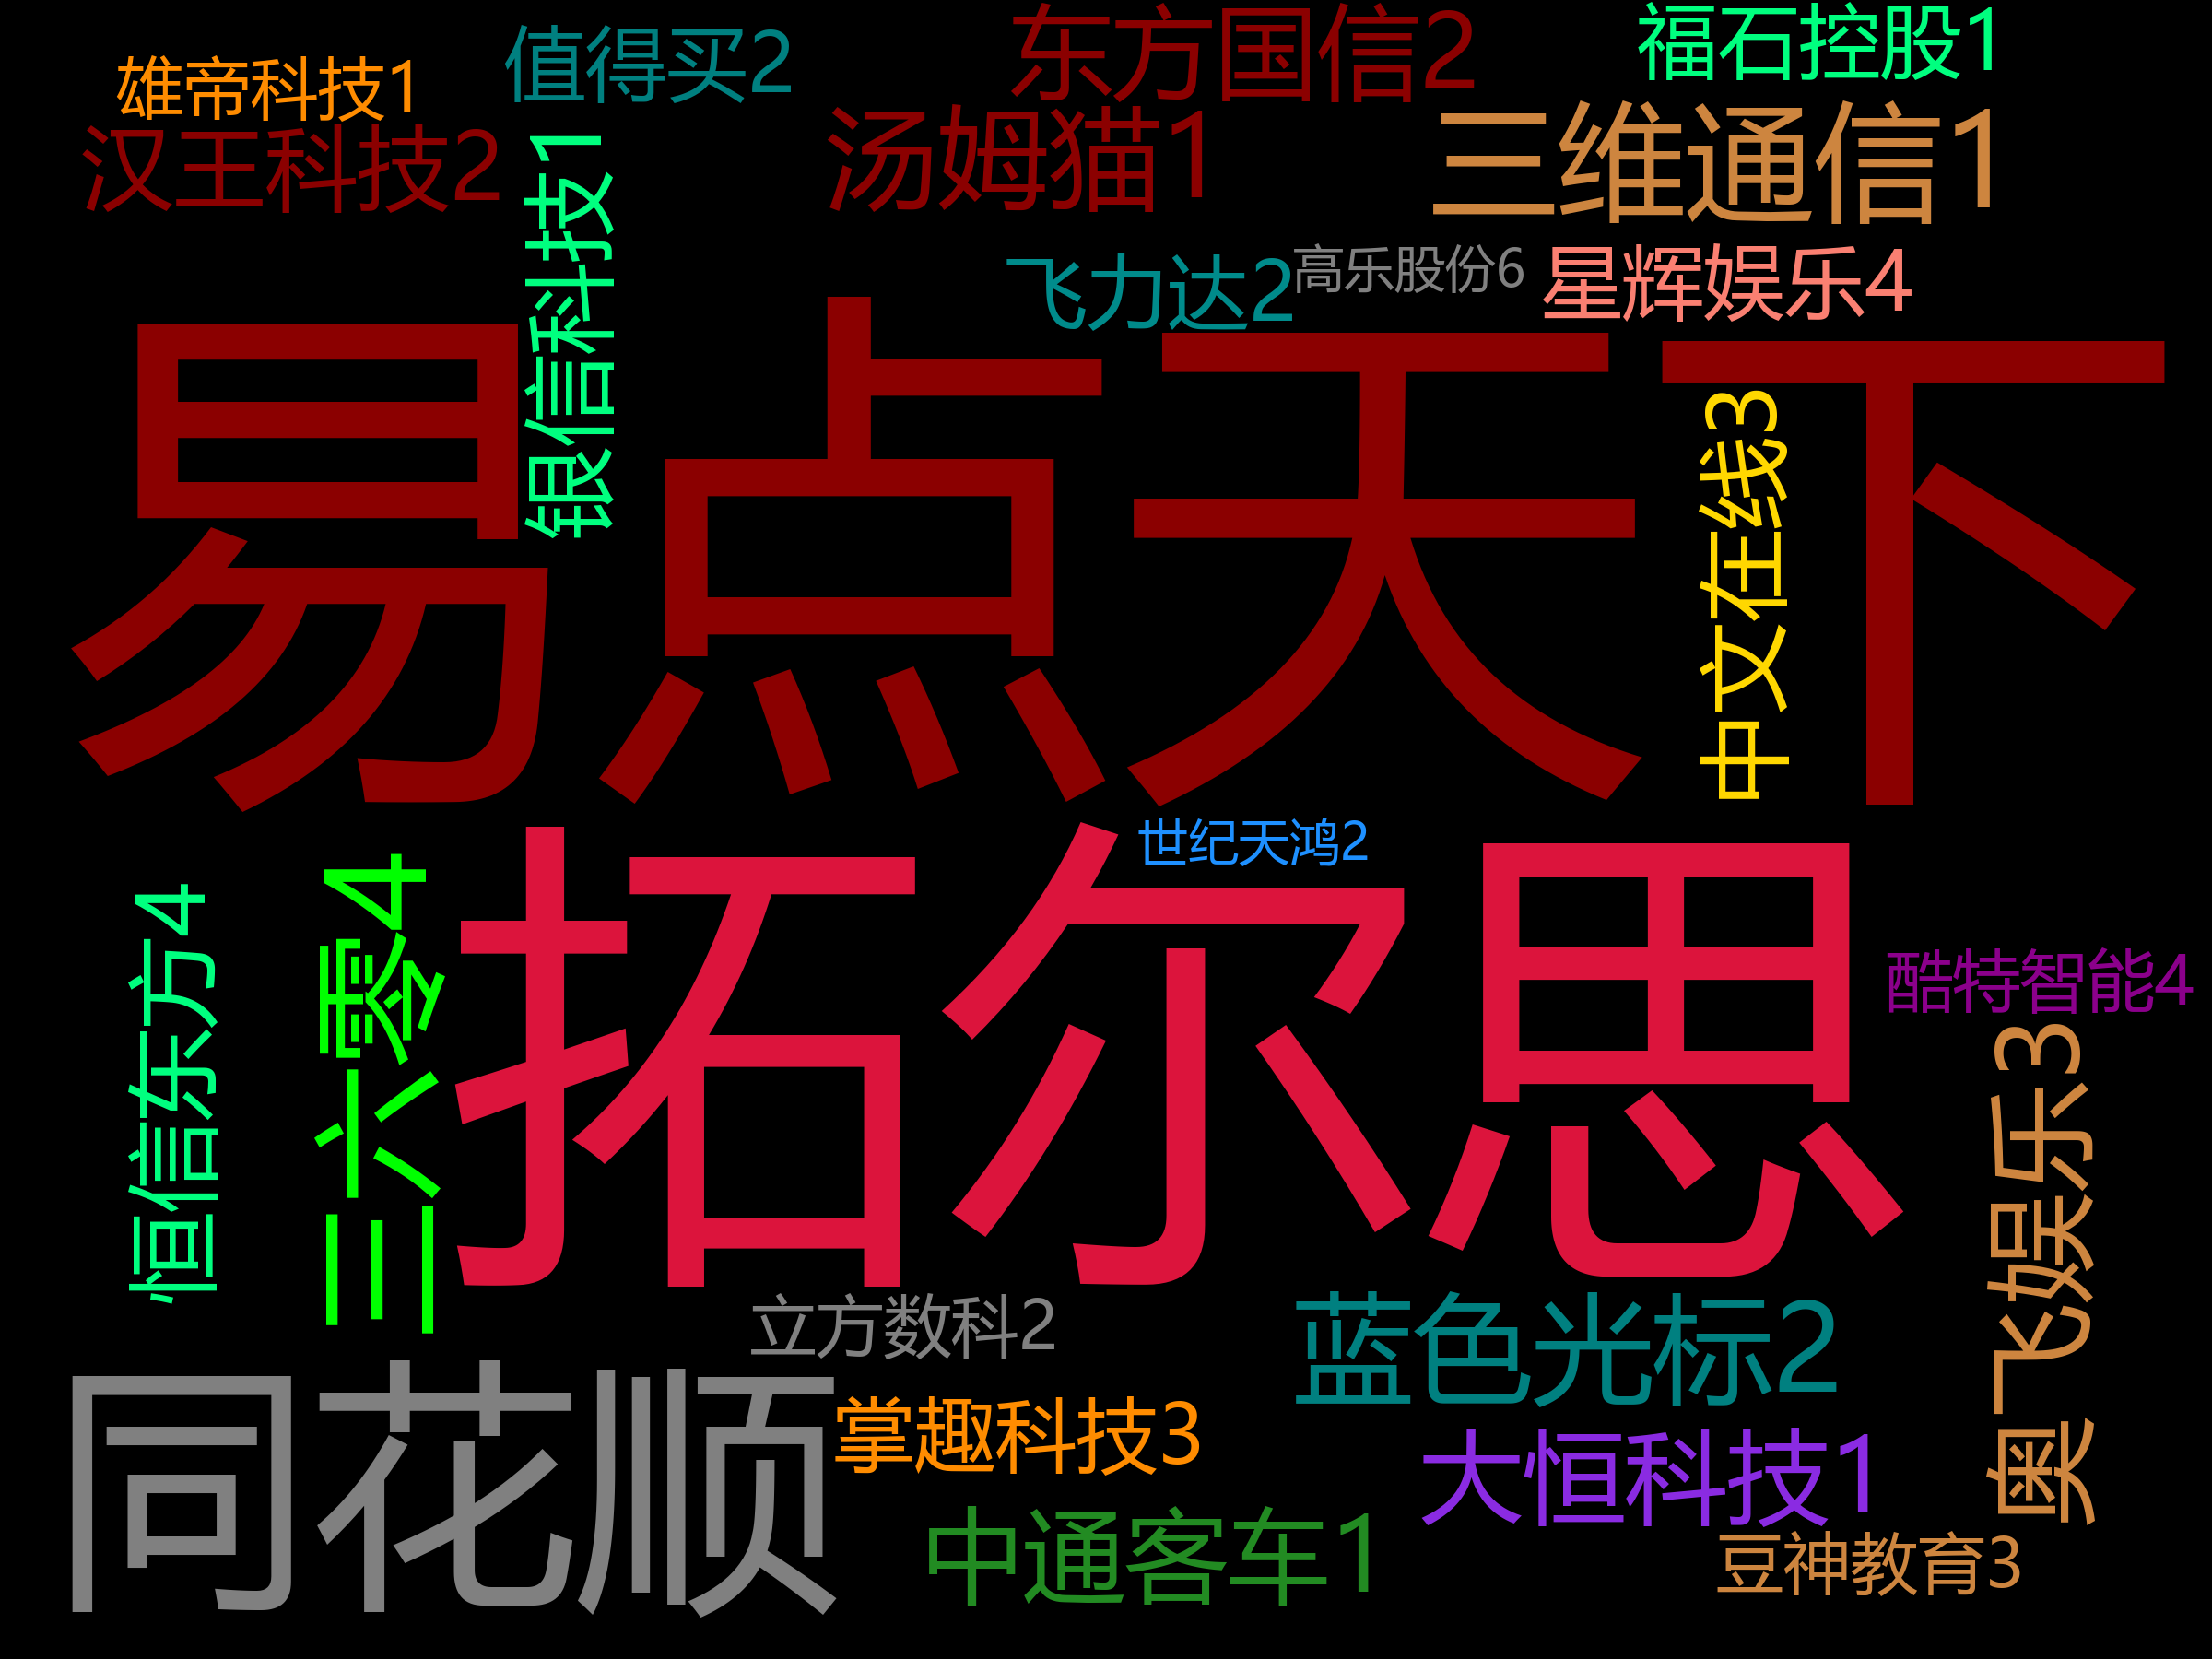 值得买2
东方国信2
福石控股1
雄帝科技1
汉王科技2
银信科技1
汤姆猫1
三维通信1
飞力达2
高乐股份6
星辉娱乐4
易点天下
中文在线3
世纪天鸿2
恒信东方4
三六零4
拓尔思
酷特智能4
奥飞娱乐3
立方数科2
蓝色光标2
同花顺
掌趣科技3
大恒科技1
中通客车1
豆神教育3